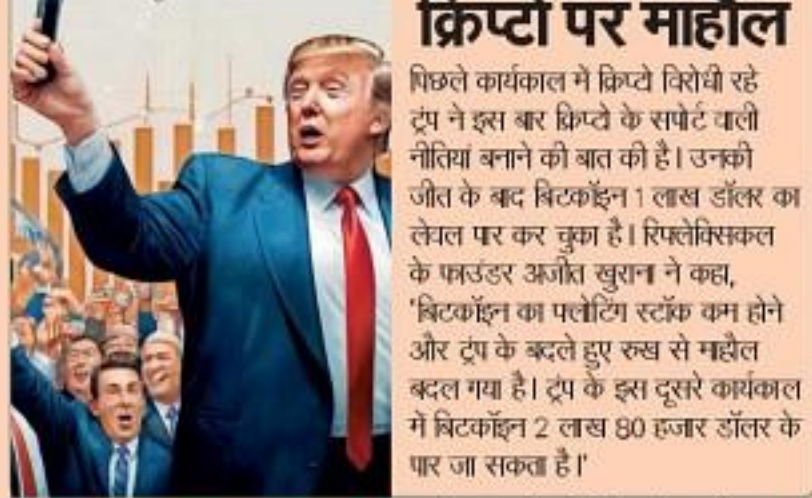 क्रिप्टो पर माहौल
पिछले कार्यकाल में क्रिप्टो विरोधी रहे
ट्रंप ने इस बार क्रिप्टो के सपोर्ट वाली
नीतियां बनाने की बात की है। उनकी
जीत के बाद बिटकॉइन 1 लाख डॉलर का
लेवल पार कर चुका है। रिफ्लेक्सिकल
के फाउंडर अजीत खुराना ने कहा,
'बिटकॉइन का फ्लोटिंग स्टॉक कम होने
और ट्रंप के बदले हुए रुख से माहौल
बदल गया है। ट्रंप के इस दूसरे कार्यकाल
में बिटकॉइन 2 लाख 80 हजार डॉलर के
पार जा सकता है।'